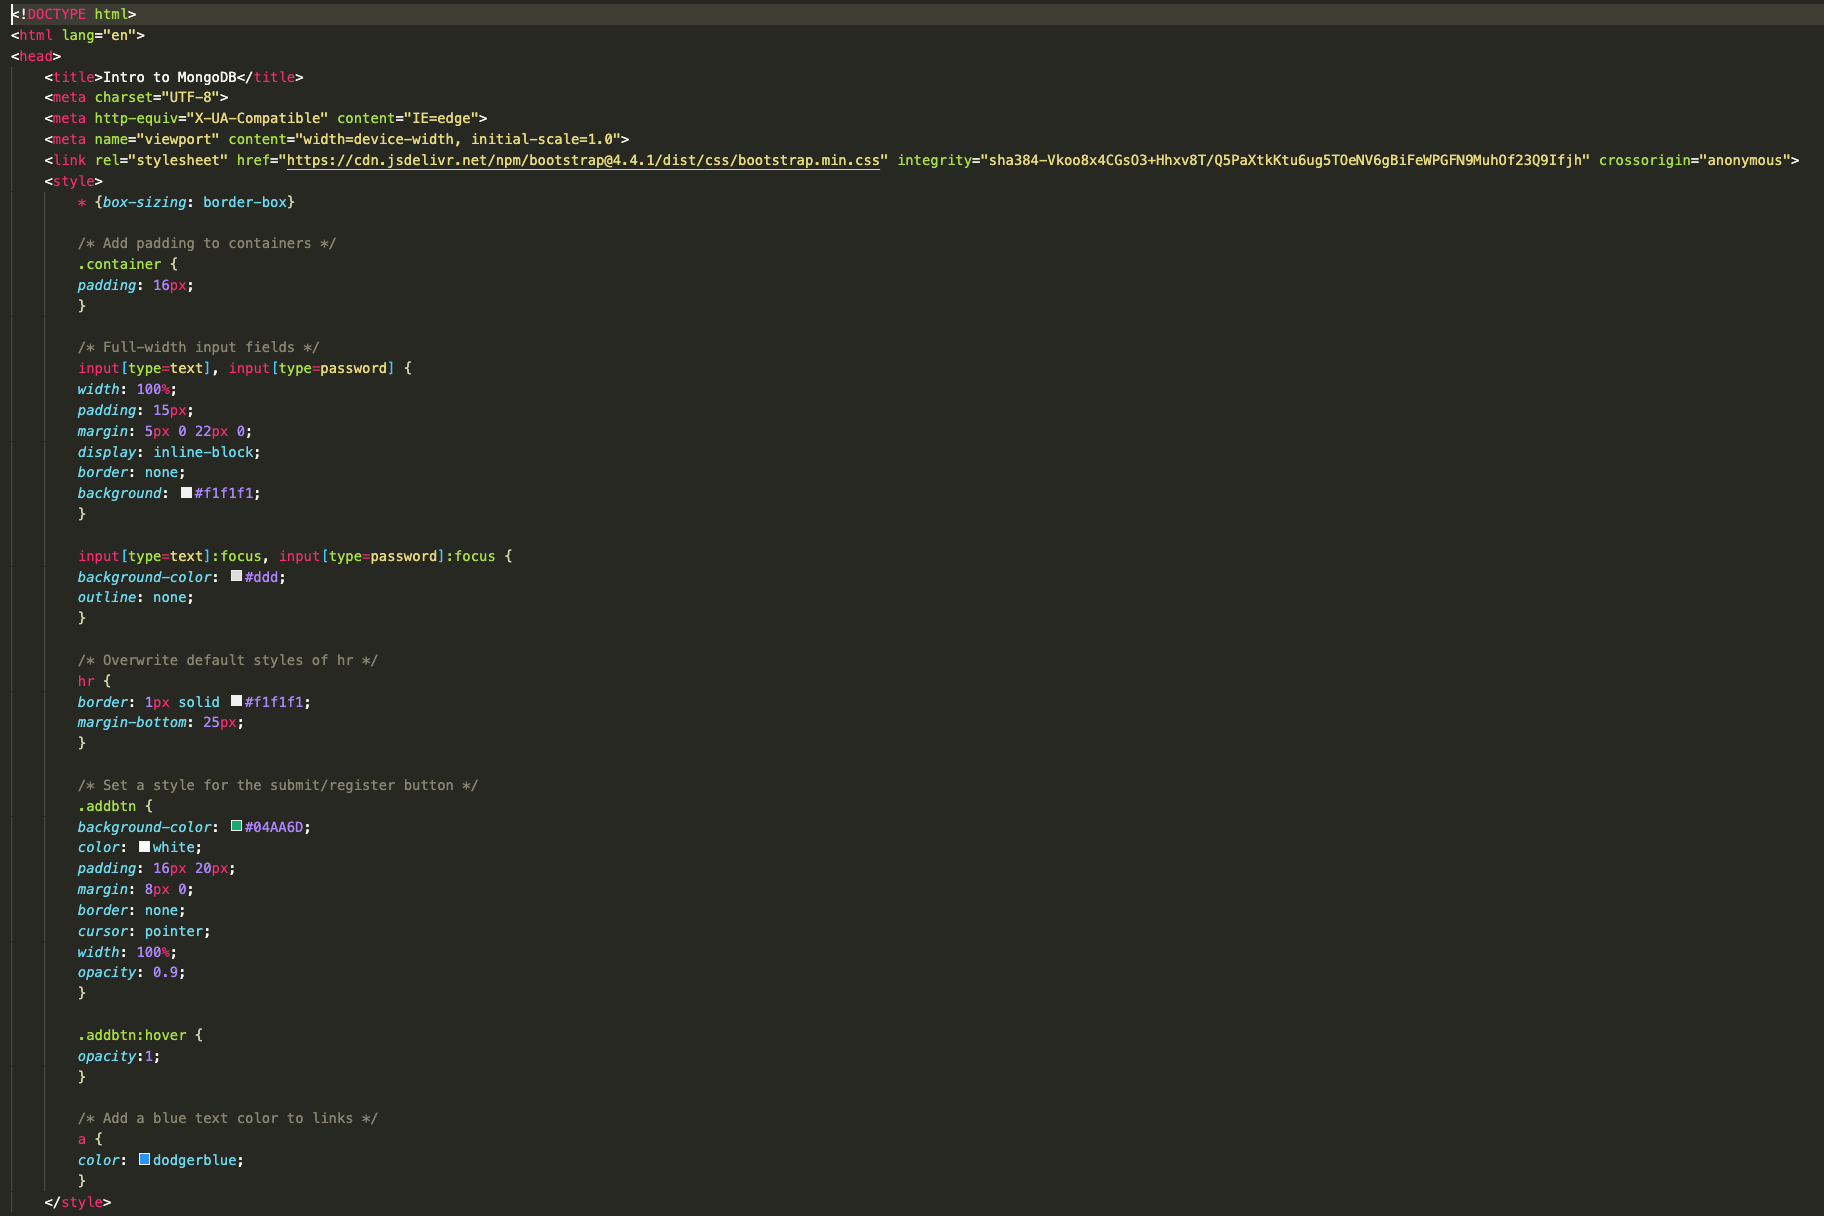 <!DOCTYPE html>
<html lang="en">
<head>
<title>Intro to MongoDB</title>
<meta charset="UTF-8">
<meta http-equiv="X-UA-Compatible" content="IE=edge">
<meta name="viewport" content="width=device-width, initial-scale=1.0">
<link rel="stylesheet" href="https://cdn.jsdelivr.net/npm/bootstrap@4.4.1/dist/css/bootstrap.min.css" integrity="sha384-Vkoo8x4CGsO3+Hhxv8T/Q5PaXtkKtu6ug5TOeNV6gBiFeWPGFN9MuhOf23Q9Ifjh" crossorigin="anonymous">
<style>
* {box-sizing: border-box}
/* Add padding to containers */
.container {
padding: 16px;
}
/* Full-width input fields */
input[type=text], input[type=password] {
width: 100%;
padding: 15px;
margin: 5px 0 22px 0;
display: inline-block;
border: none;
background: #f1f1f1;
}
input[type=text]:focus, input[type=password]:focus {
background-color: #ddd;
outline: none;
}
/* Overwrite default styles of hr */
hr {
border: 1px solid #f1f1f1;
margin-bottom: 25px;
}
/* Set a style for the submit/register button */
.addbtn {
background-color: #04AA6D;
color: white;
padding: 16px 20px;
margin: 8px 0;
border: none;
cursor: pointer;
width: 100%;
opacity: 0.9;
}
.addbtn:hover {
opacity:1;
}
/* Add a blue text color to links */
a {
color: dodgerblue;
}
</style>